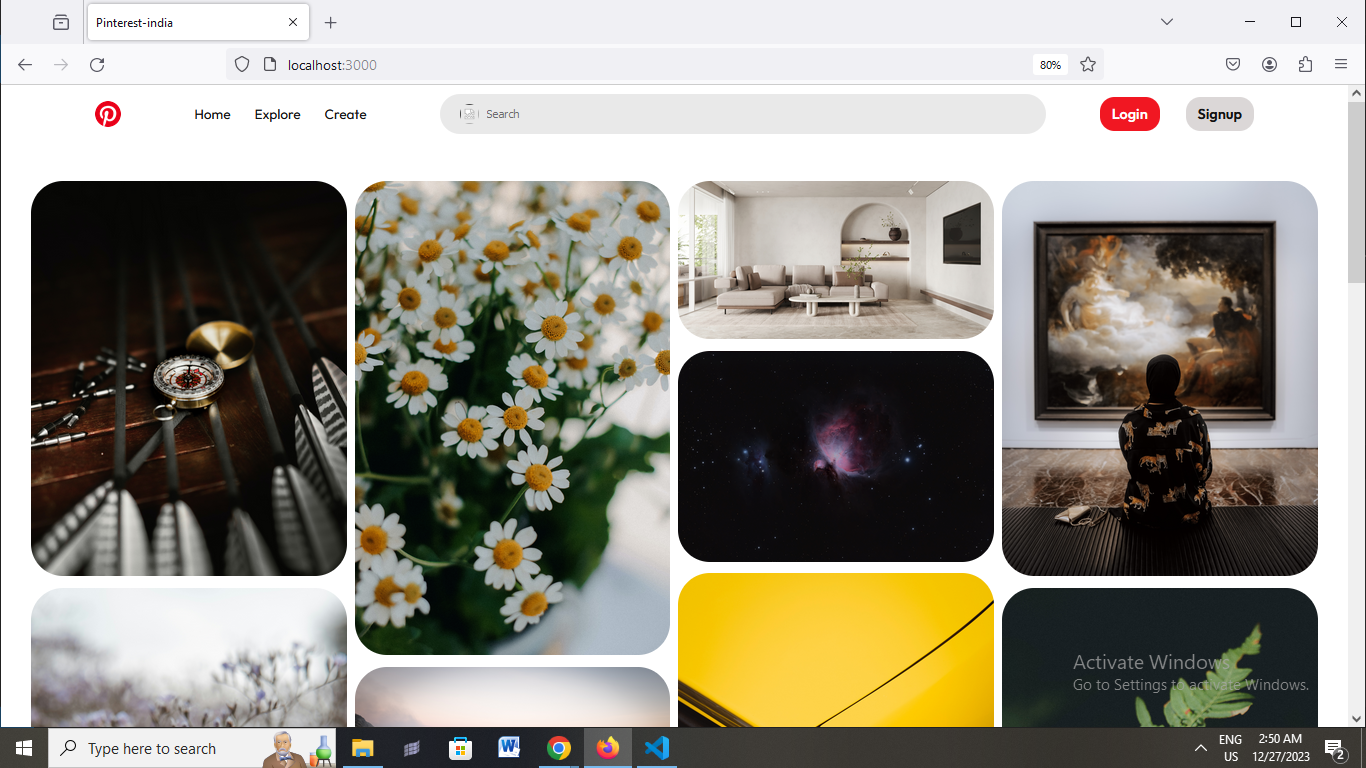 Pinterest-india
localhost:3000
80%
Home Explore Create
Search
Login
Signup
Activate Windows
Go to Settings to activate Windows.
Type here to search
ENG
US
2:50 AM
12/27/2023
2